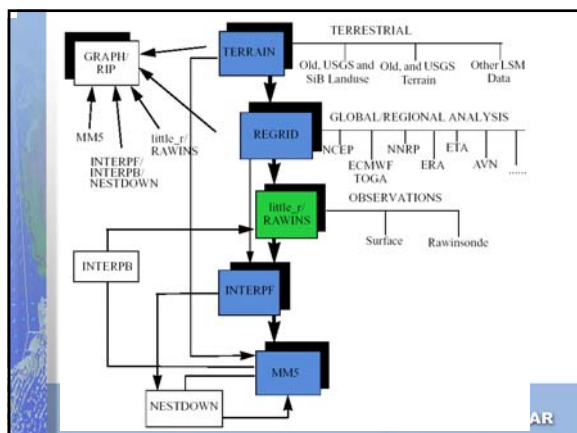 TERRESTRIAL
GRAPH/
RIP
TERRAIN
Old, USGS and
SiB Landuse
Old, and USGS
Terrain
Other LSM
Data
MM5
little_r/
RAWINS
INTERPF/
INTERPB/
NESTDOWN
REGRID
GLOBAL/REGIONAL ANALYSIS
NCEP
ECMWF
TOGA
NNRP
ERA
ETA
AVN
......
little_r/
RAWINS
OBSERVATIONS
Surface
Rawinsonde
INTERPB
INTERPF
MM5
NESTDOWN
AR